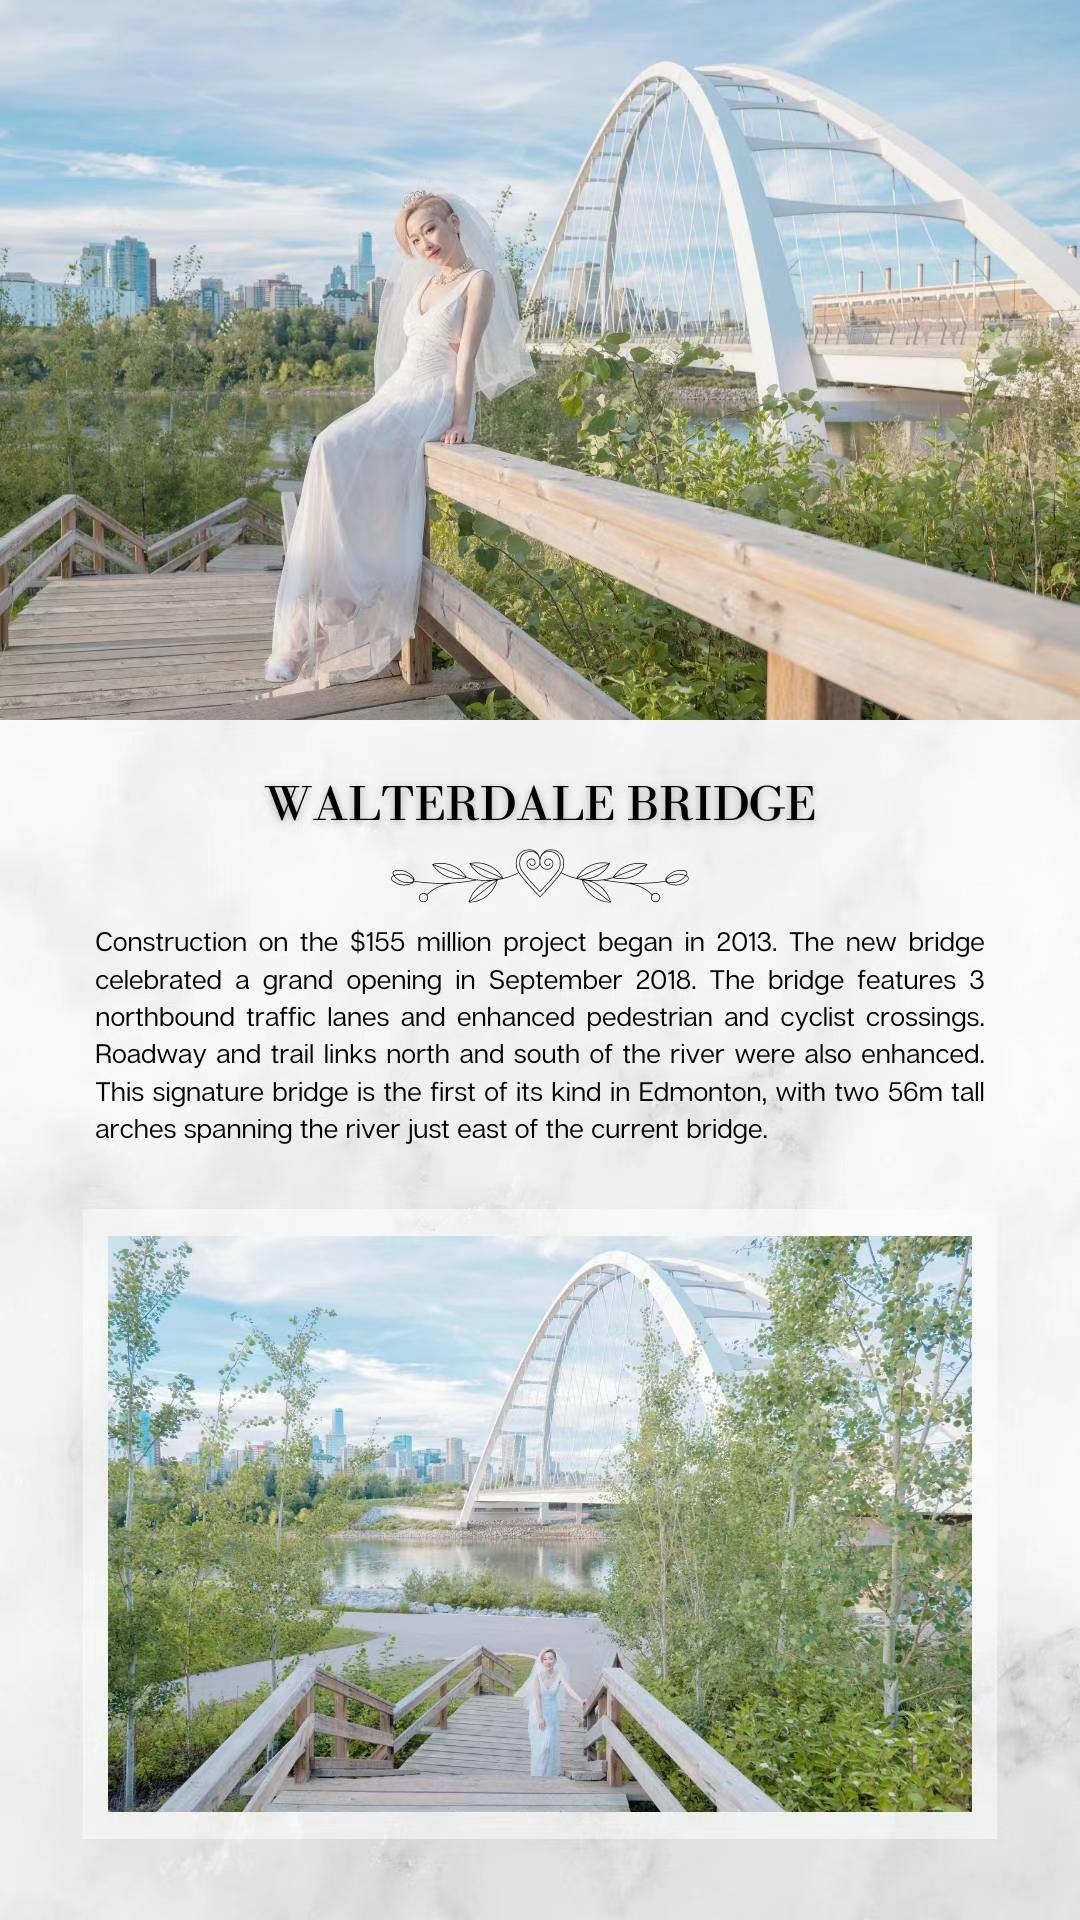 WALTERDALE BRIDGE
Construction on the $155 million project began in 2013. The new bridge
celebrated a grand opening in September 2018. The bridge features 3
northbound traffic lanes and enhanced pedestrian and cyclist crossings.
Roadway and trail links north and south of the river were also enhanced.
This signature bridge is the first of its kind in Edmonton, with two 56m tall
arches spanning the river just east of the current bridge.